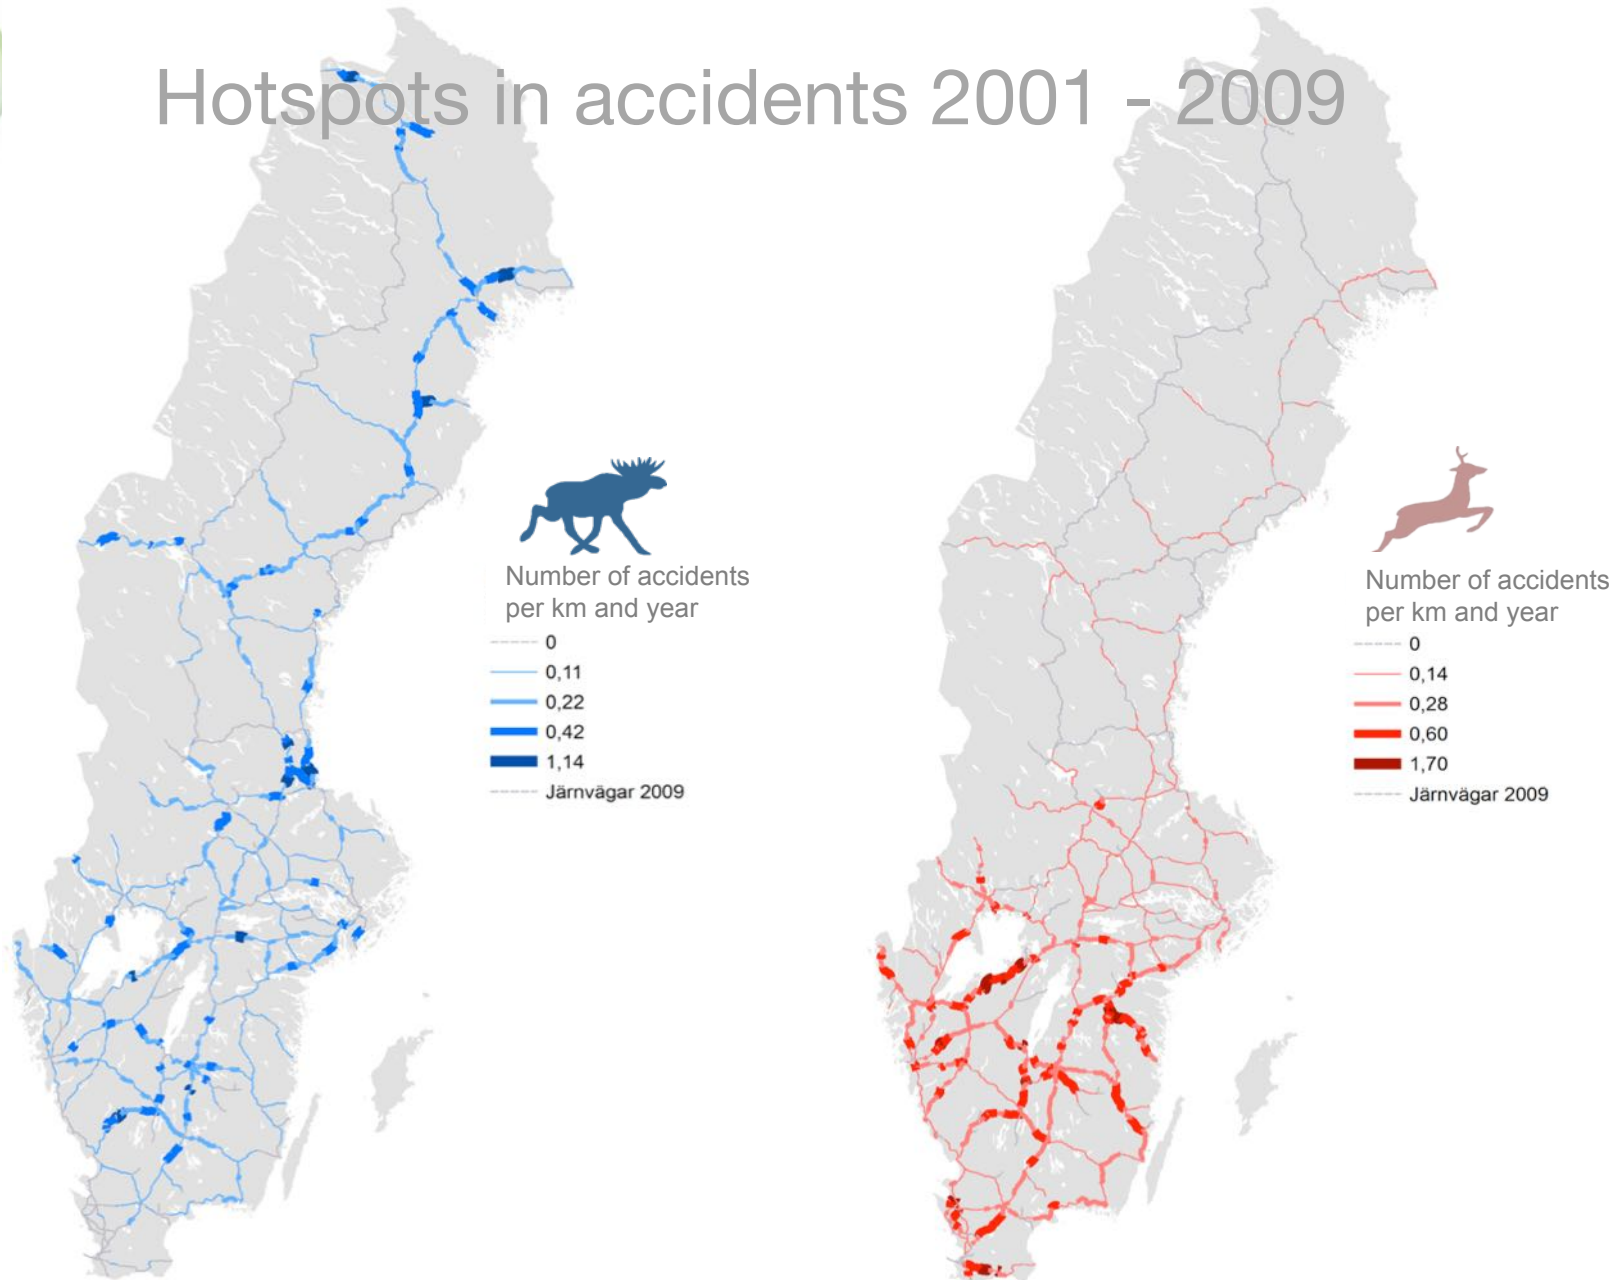 Hotspots in accidents 2001 - 2009
Number of accidents
per km and year
0
0,11
0,22
0,42
1,14
Järnvägar 2009
Number of accidents
per km and year
0
0,14
0,28
0,60
1,70
Järnvägar 2009